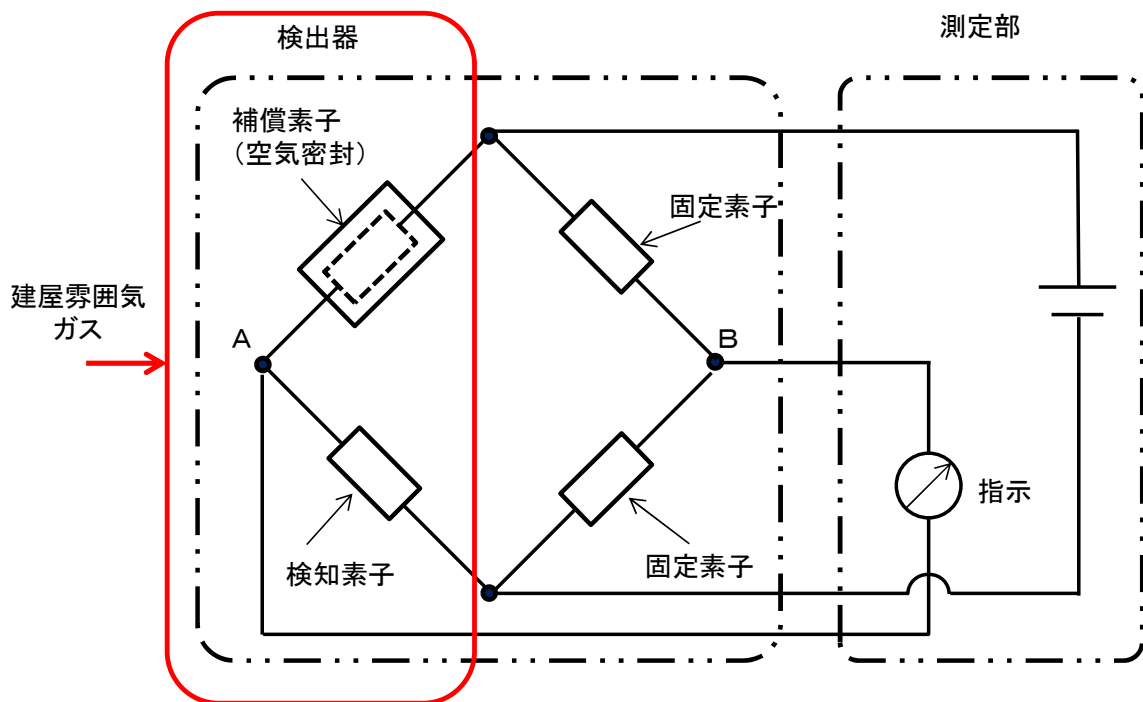 検出器
測定部
補償素子
（空気密封）
固定素子
建屋雰囲気
ガス
A
B
指示
検知素子
固定素子